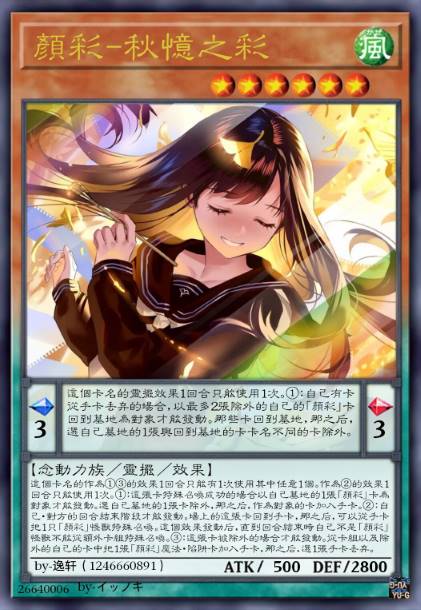 顏彩-秋憶之彩
風
這個卡名的靈擺效果1回合只能使用1次。①:自己有卡
從手卡丟弃的場合,以最多2張除外的自己的「顏彩」卡
回到墓地為對象才能發動。那些卡回到墓地,那之后,
選自己墓地的1張與回到墓地的卡卡名不同的卡除外。
3
3
【念動力族/靈擺/效果】
這個卡名的作為①③的效果1回合只能有1次使用其中任意1個。作為②的效果1
回合只能使用1次。①:這張卡特殊召喚成功的場合以自己墓地的1張「顏彩」卡為
對象才能發動。選自己墓地的1張卡除外,那之后,作為對象的卡加入手卡。②:自
己·對方的回合結束階段才能發動。場上的這張卡回到手卡,那之后,可以從手卡
把1只「顏彩」怪獸特殊召喚。這個效果發動后,直到回合結束時自己不是「顏彩」
怪獸不能從額外卡組特殊召喚。③:這張卡被除外的場合才能發動。從卡組以及除
外的自己的卡中把1張「顏彩」魔法·陷阱卡加入手卡。那之后,選1張手卡丟弃。
by-逸轩(1246660891)
ATK/ 500 DEF/2800
26640006 by-イップキ
D-NA
YU-G